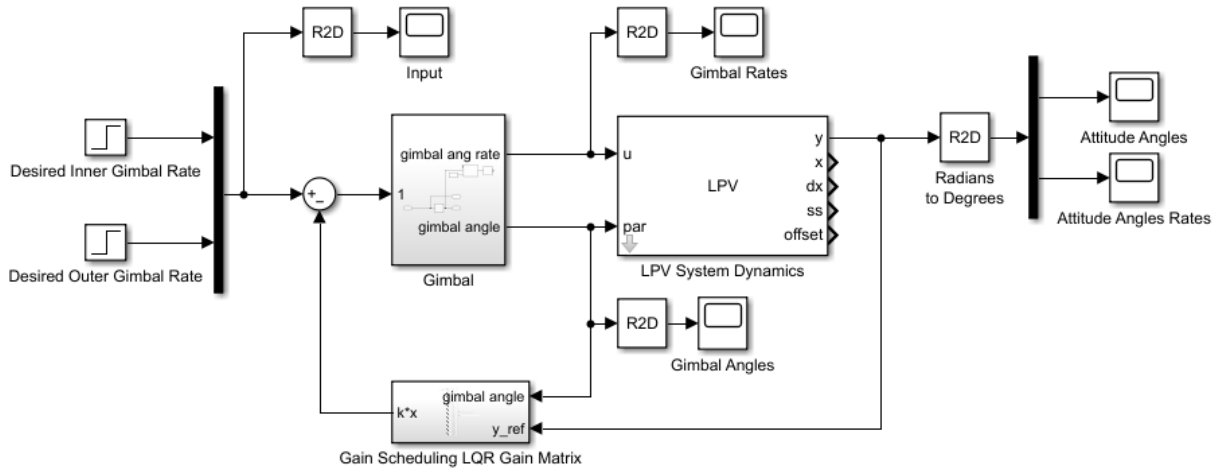 R2D
Input
R2D
Gimbal Rates
Desired Inner Gimbal Rate
Desired Outer Gimbal Rate
+
-
1
gimbal ang rate
gimbal angle
Gimbal
u
par
LPV
y
x
dx
ss
offset
LPV System Dynamics
R2D
Radians
to Degrees
Attitude Angles
Attitude Angles Rates
R2D
Gimbal Angles
k*x
gimbal angle
y_ref
Gain Scheduling LQR Gain Matrix